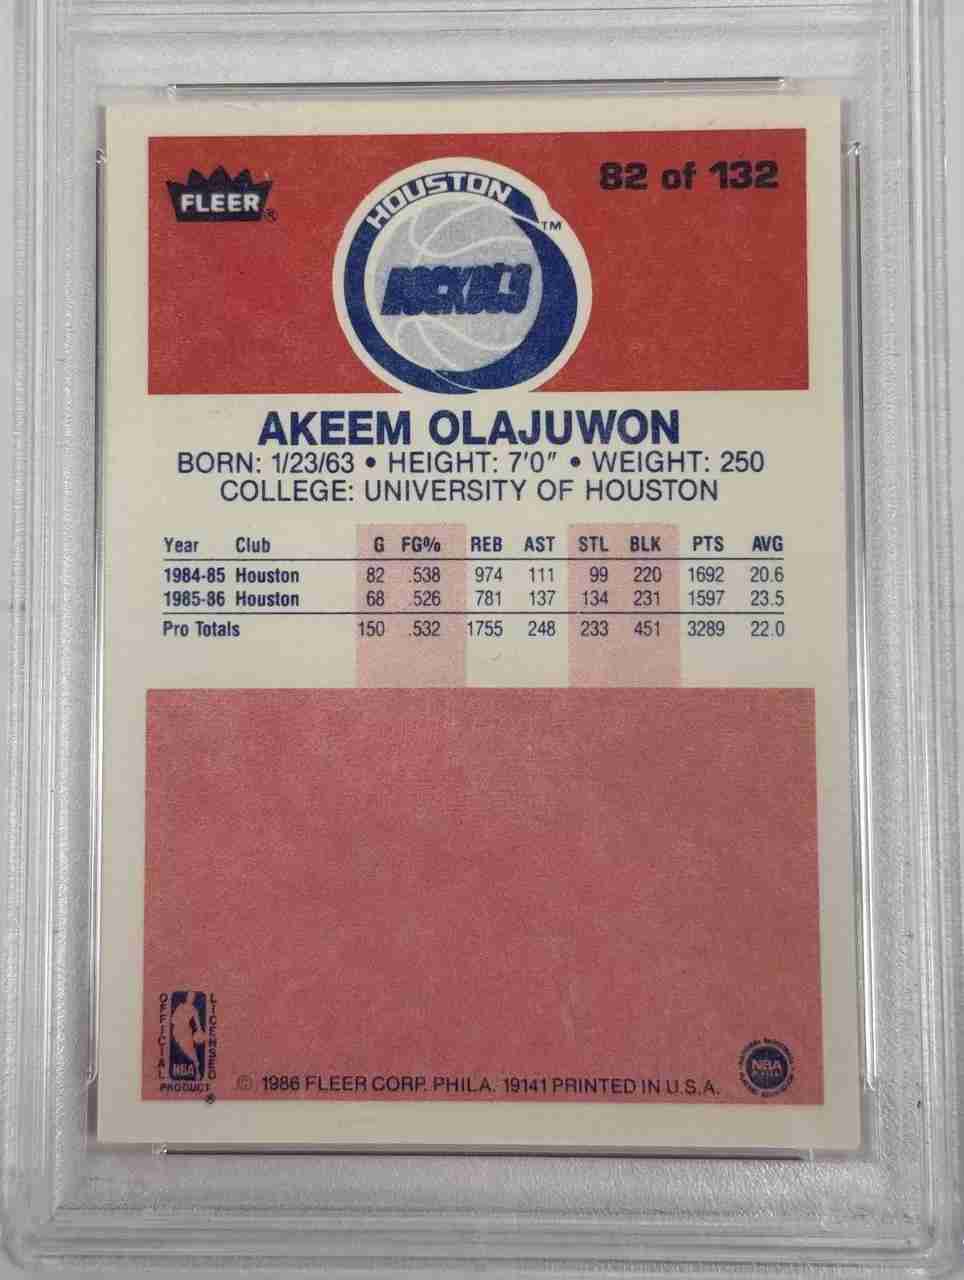 FLEER®
HOUSTON
ROCKETS
TM
82 of 132
AKEEM OLAJUWON
BORN: 1/23/63 • HEIGHT: 7'0" • WEIGHT: 250
COLLEGE: UNIVERSITY OF HOUSTON
Year Club G FG% REB AST STL BLK PTS AVG
1984-85 Houston 82 .538 974 111 99 220 1692 20.6
1985-86 Houston 68 .526 781 137 134 231 1597 23.5
Pro Totals 150 .532 1755 248 233 451 3289 22.0
OFFICIAL
NBA
LICENSED
PRODUCT
®
© 1986 FLEER CORP. PHILA. 19141 PRINTED IN U.S.A.
NBA